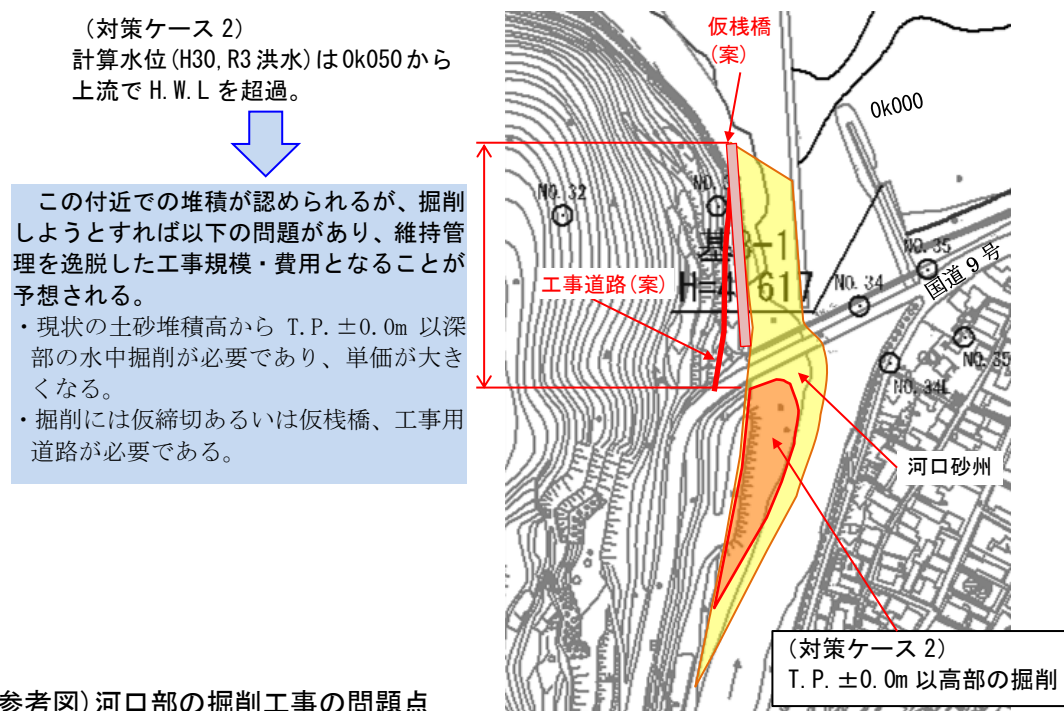 （対策ケース 2）
計算水位(H30, R3 洪水)は 0k050 から
上流で H.W.L を超過。
この付近での堆積が認められるが、掘削
しようとすれば以下の問題があり、維持管
理を逸脱した工事規模・費用となることが
予想される。
・現状の土砂堆積高から T.P.±0.0m 以深
部の水中掘削が必要であり、単価が大き
くなる。
・掘削には仮締切あるいは仮桟橋、工事用
道路が必要である。
仮桟橋
(案)
0k000
NO.32
工事道路(案)
NO.34
NO.35
国道9号
NO.34L
河口砂州
（対策ケース 2）
T.P.±0.0m 以高部の掘削
参考図)河口部の掘削工事の問題点